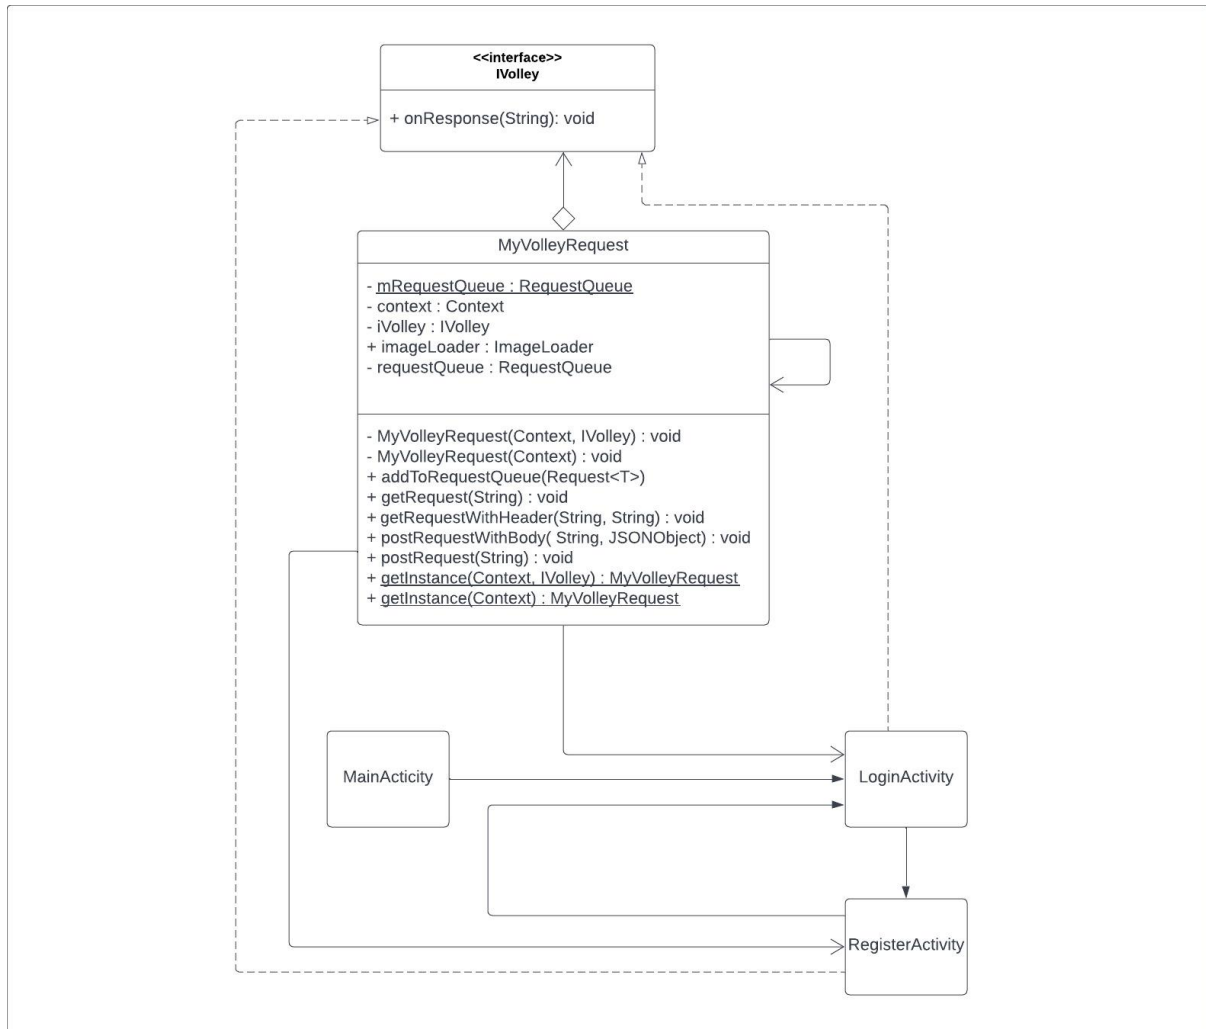 <<interface>>
IVolley
+ onResponse(String): void
MyVolleyRequest
- mRequestQueue : RequestQueue
- context : Context
- iVolley : IVolley
+ imageLoader : ImageLoader
- requestQueue : RequestQueue
- MyVolleyRequest(Context, IVolley) : void
- MyVolleyRequest(Context) : void
+ addToRequestQueue(Request<T>)
+ getRequest(String) : void
+ getRequestWithHeader(String, String) : void
+ postRequestWithBody( String, JSONObject) : void
+ postRequest(String) : void
+ getInstance(Context, IVolley) : MyVolleyRequest
+ getInstance(Context) : MyVolleyRequest
MainActicity
LoginActivity
RegisterActivity